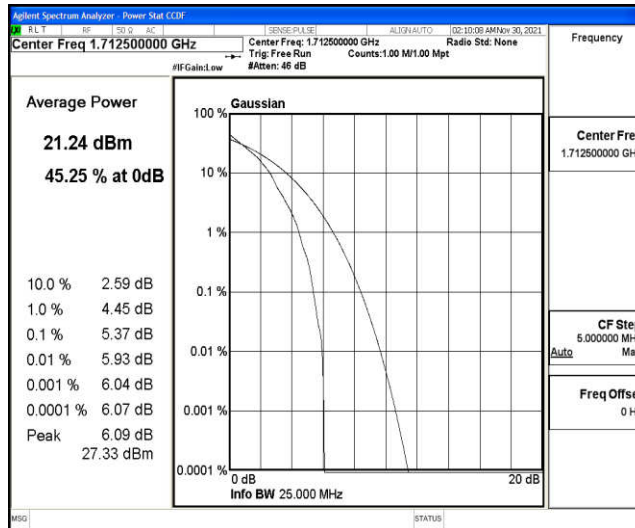 Agilent Spectrum Analyzer - Power Stat CCDF
RLT RF 50 Ω AC SENSE:PULSE ALIGNAUTO 02:10:08 AM Nov 30, 2021
Center Freq 1.712500000 GHz
Center Freq: 1.712500000 GHz Radio Std: None
Trig: Free Run Counts:1.00 M/1.00 Mpt
#IFGain:Low #Atten: 46 dB
Average Power
21.24 dBm
45.25 % at 0dB
10.0 % 2.59 dB
1.0 % 4.45 dB
0.1 % 5.37 dB
0.01 % 5.93 dB
0.001 % 6.04 dB
0.0001 % 6.07 dB
Peak 6.09 dB
27.33 dBm
Gaussian
100 %
10 %
1 %
0.1 %
0.01 %
0.001 %
0.0001 %
0 dB 20 dB
Info BW 25.000 MHz
Frequency
Center Fre
1.712500000 GH
CF Ste
5.000000 MH
Auto Ma
Freq Offse
0 H
MSG STATUS